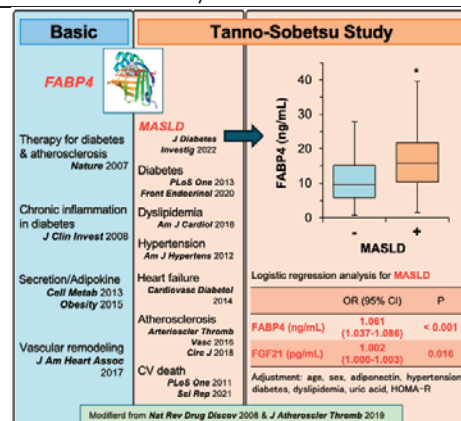 Basic
FABP4
Therapy for diabetes
& atherosclerosis
Nature 2007
Chronic inflammation
in diabetes
J Clin Invest 2008
Secretion/Adipokine
Cell Metab 2013
Obesity 2015
Vascular remodeling
J Am Heart Assoc
2017
Tanno-Sobetsu Study
MASLD
J Diabetes
Investig 2022
Diabetes
PLoS One 2013
Front Endocrinol 2020
Dyslipidemia
Am J Cardiol 2018
Hypertension
Am J Hypertens 2012
Heart failure
Cardiovasc Diabetol
2014
Atherosclerosis
Arterioscler Thromb
Vasc 2016
Circ J 2018
CV death
PLoS One 2011
Sci Rep 2021
FABP4 (ng/mL)
40
30
20
10
0
*
- +
MASLD
Logistic regression analysis for MASLD
OR (95% CI) P
FABP4 (ng/mL) 1.061 (1.037-1.086) < 0.001
FGF21 (pg/mL) 1.002 (1.000-1.003) 0.016
Adjustment: age, sex, adiponectin, hypertension,
diabetes, dyslipidemia, uric acid, HOMA-R
Modifierd from Nat Rev Drug Discov 2008 & J Atheroscler Thromb 2019